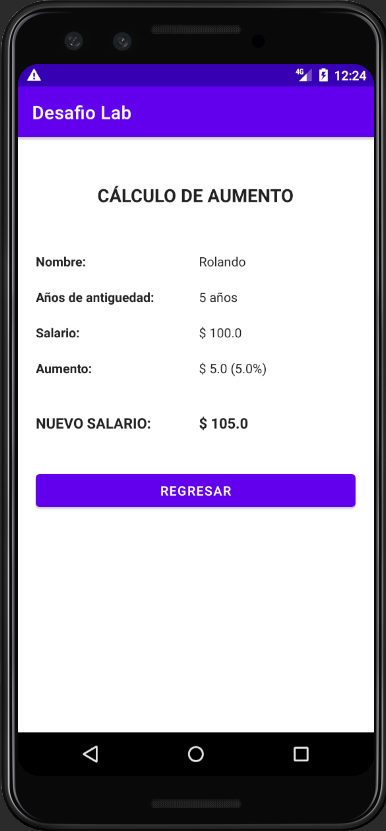 4G 12:24
Desafio Lab
CÁLCULO DE AUMENTO
Nombre: Rolando
Años de antiguedad: 5 años
Salario: $ 100.0
Aumento: $ 5.0 (5.0%)
NUEVO SALARIO: $ 105.0
REGRESAR